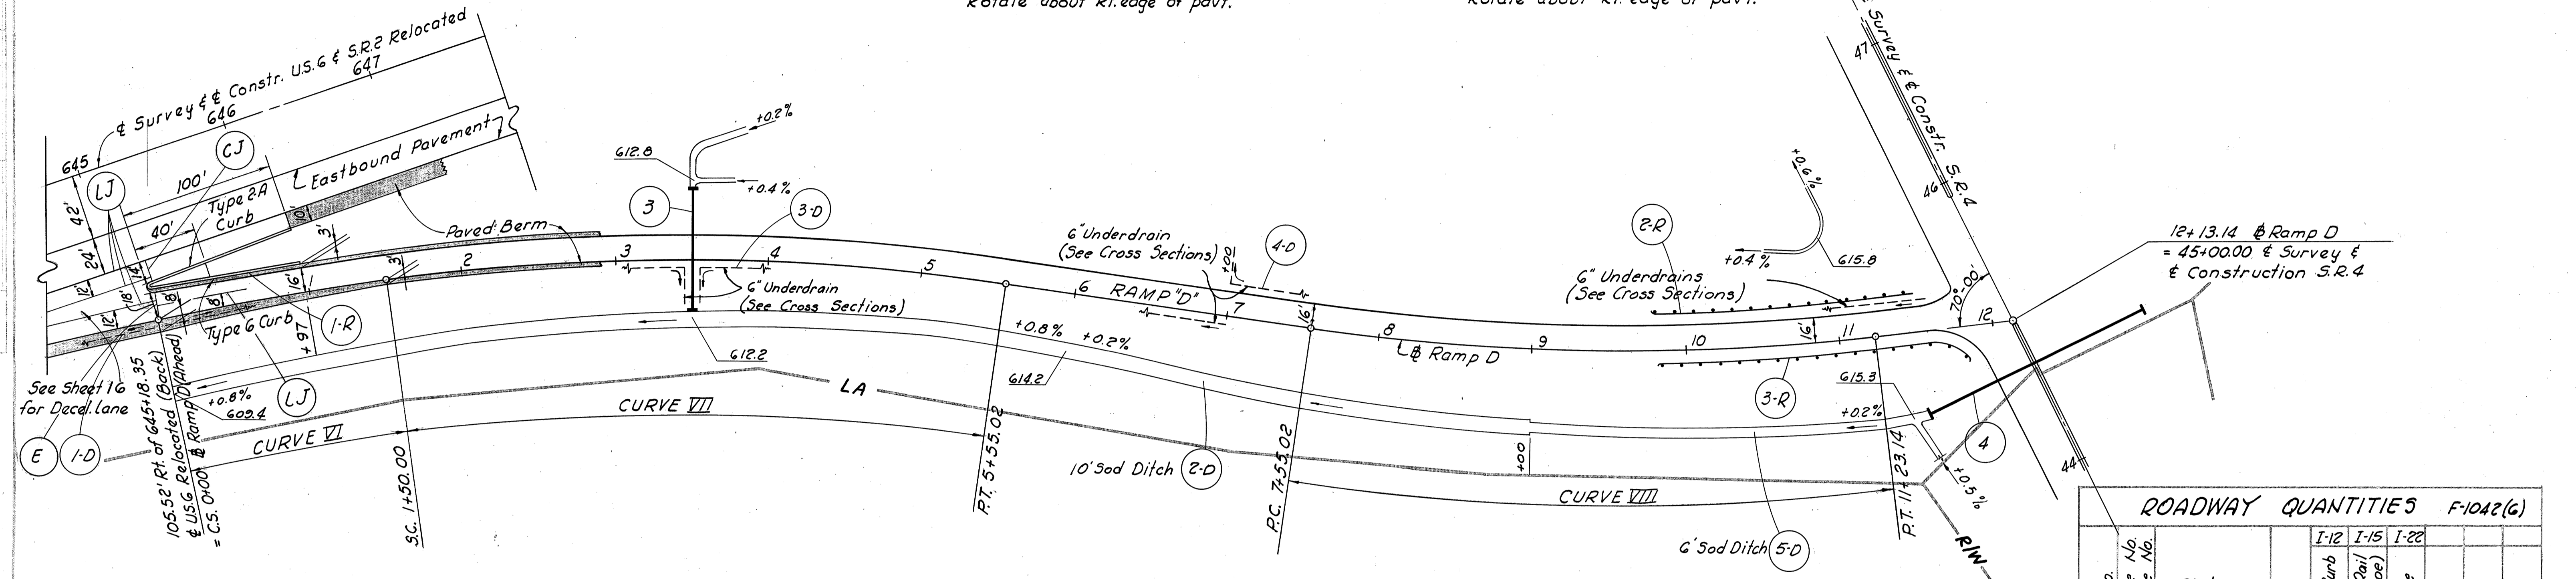 Rotate about Rt. edge of pavt.
Rotate about Rt. edge of pavt.
℄ Survey & ℄ Constr. U.S.6 & S.R.2 Relocated
645
646
647
CJ
LJ
100'
Eastbound Pavement
Type 2-A
Curb
40'
10'
42'
24'
12'
14'
18'
12'
8'
8'
16'
3'
3'
Paved Berm
Type 6 Curb
1-R
+97
LJ
See Sheet 16
for Decel. lane
E
1-D
+0.8%
609.4
105.52' Rt. of 645+18.35
℄ U.S.6 Relocated (Back)
= C.S. 0+00 ℄ Ramp D (Ahead)
CURVE VI
S.C. 1+50.00
2
3
4
5
6
7
8
9
10
11
12
612.8
+0.2%
+0.4%
3
3-D
6" Underdrain
(See Cross Sections)
612.2
CURVE VII
LA
P.T. 5+55.02
RAMP "D"
6" Underdrain
(See Cross Sections)
+00
4-D
16'
+0.8%
+0.2%
614.2
10' Sod Ditch
2-D
P.C. 7+55.02
℄ Ramp D
+00
CURVE VIII
6' Sod Ditch
5-D
2-R
6" Underdrains
(See Cross Sections)
+0.6%
+0.4%
615.8
16'
3-R
615.3
+0.2%
P.T. 11+23.14
+0.5%
R/W
4
70°-00'
℄ Survey & ℄ Constr. S.R.4
47
46
44
12+13.14 ℄ Ramp D
= 45+00.00 ℄ Survey &
℄ Construction S.R.4
ROADWAY QUANTITIES F-1042(6)
I-12 I-15 I-22
No.
No.
Curb
Rail